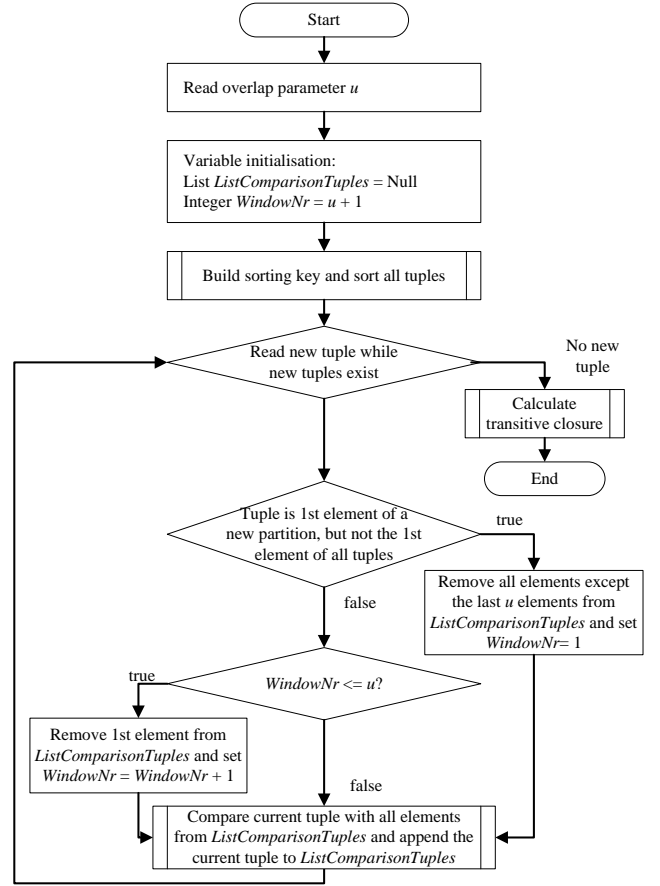 Start
Read overlap parameter u
Variable initialisation:
List ListComparisonTuples = Null
Integer WindowNr = u + 1
Build sorting key and sort all tuples
Read new tuple while
new tuples exist
No new
tuple
Calculate
transitive closure
End
Tuple is 1st element of a
new partition, but not the 1st
element of all tuples
true
Remove all elements except
the last u elements from
ListComparisonTuples and set
WindowNr= 1
false
WindowNr <= u?
true
Remove 1st element from
ListComparisonTuples and set
WindowNr = WindowNr + 1
false
Compare current tuple with all elements
from ListComparisonTuples and append the
current tuple to ListComparisonTuples